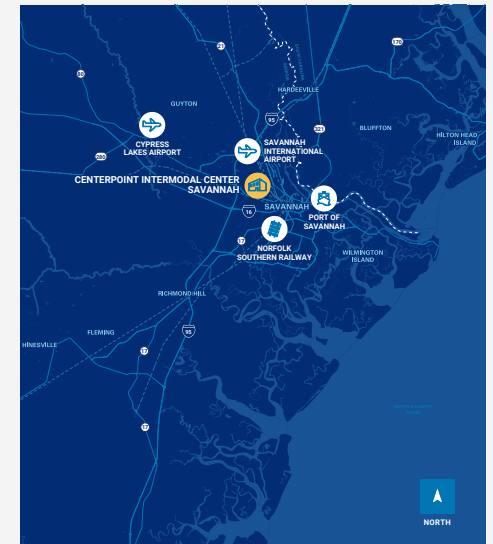 170
21
80
HARDEEVILLE
GUYTON
95
321
BLUFFTON
HILTON HEAD
ISLAND
CYPRESS
LAKES AIRPORT
SAVANNAH
INTERNATIONAL
AIRPORT
280
CENTERPOINT INTERMODAL CENTER
SAVANNAH
SAVANNAH
16
PORT OF
SAVANNAH
17
NORFOLK
SOUTHERN RAILWAY
WILMINGTON
ISLAND
RICHMOND HILL
95
FLEMING
HINESVILLE
17
17
NORTH